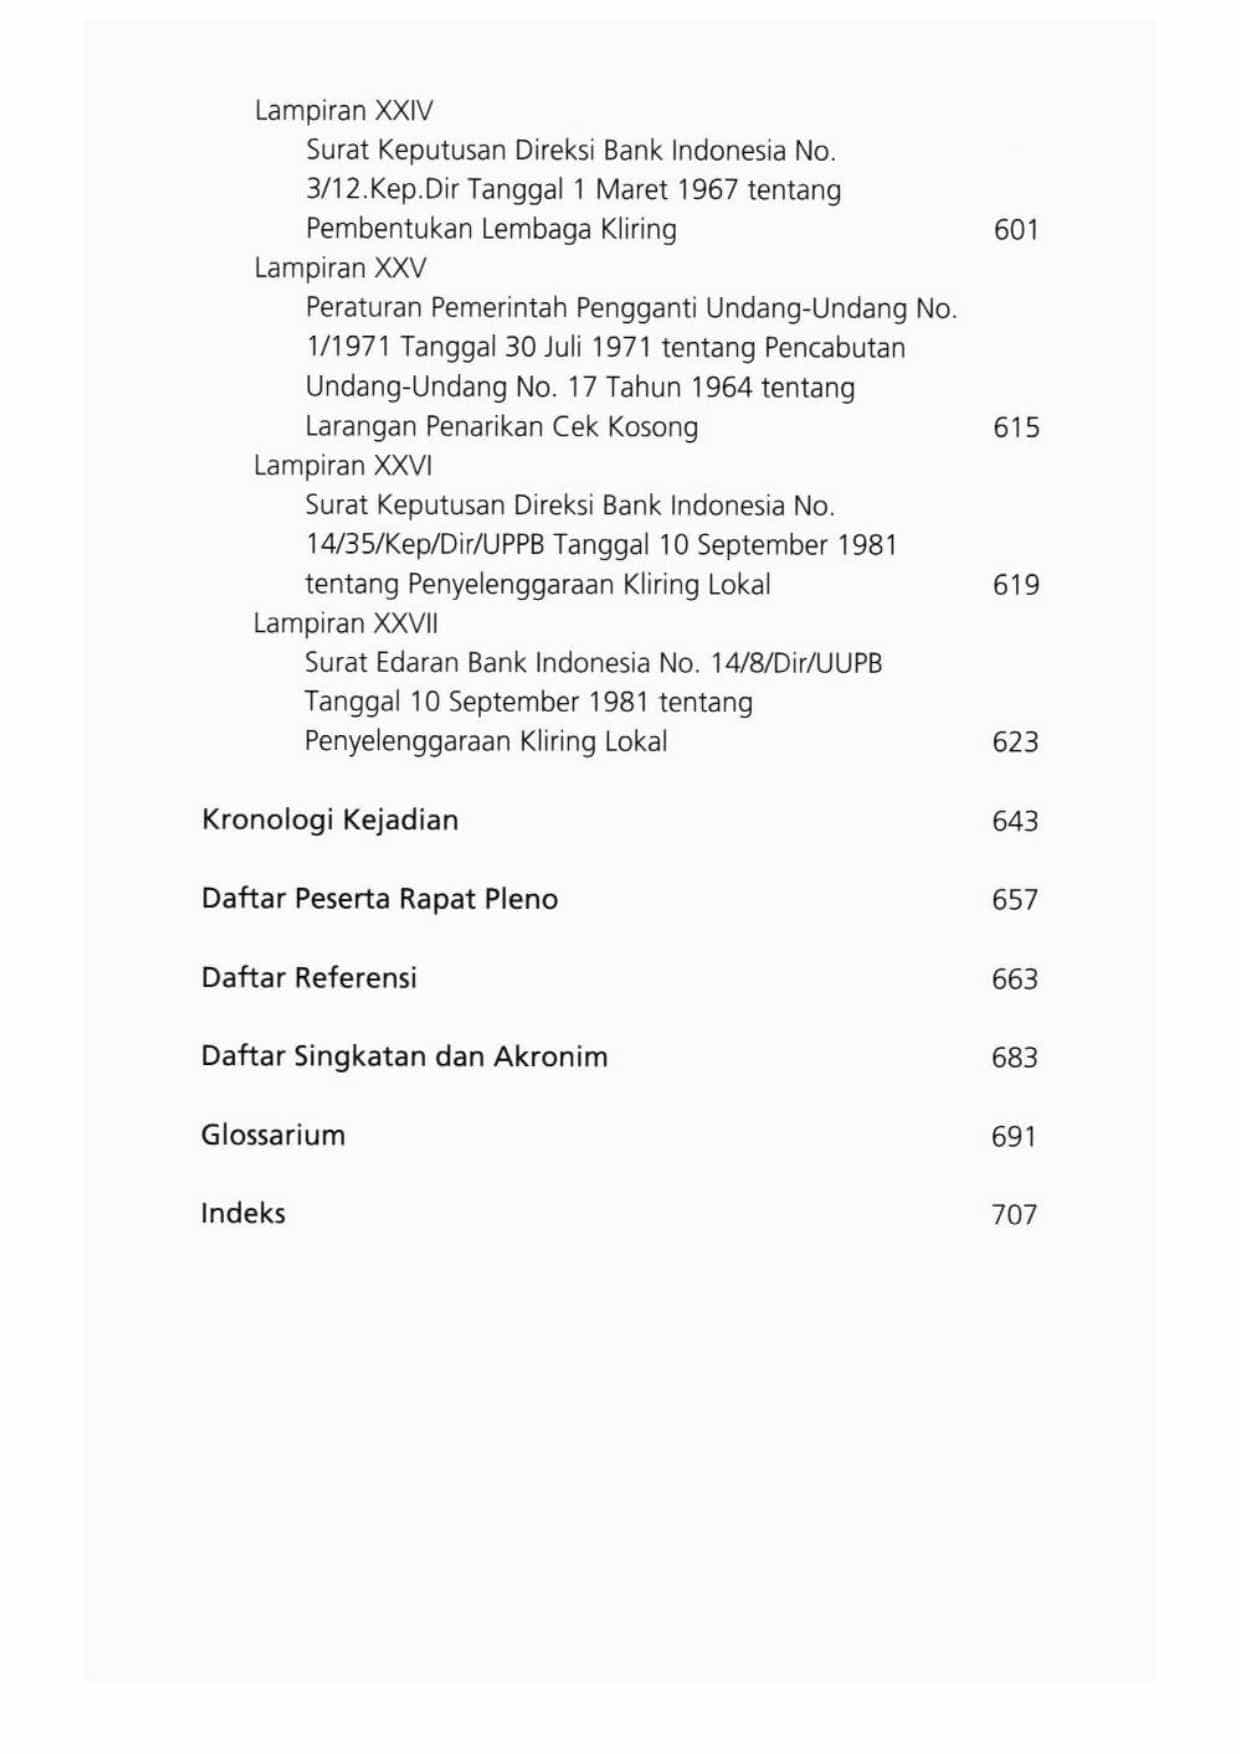 Lampiran XXIV
Surat Keputusan Direksi Bank Indonesia No.
3/12.Kep.Dir Tanggal 1 Maret 1967 tentang
Pembentukan Lembaga Kliring 601
Lampiran XXV
Peraturan Pemerintah Pengganti Undang-Undang No.
1/1971 Tanggal 30 Juli 1971 tentang Pencabutan
Undang-Undang No. 17 Tahun 1964 tentang
Larangan Penarikan Cek Kosong 615
Lampiran XXVI
Surat Keputusan Direksi Bank Indonesia No.
14/35/Kep/Dir/UPPB Tanggal 10 September 1981
tentang Penyelenggaraan Kliring Lokal 619
Lampiran XXVII
Surat Edaran Bank Indonesia No. 14/8/Dir/UUPB
Tanggal 10 September 1981 tentang
Penyelenggaraan Kliring Lokal 623
Kronologi Kejadian 643
Daftar Peserta Rapat Pleno 657
Daftar Referensi 663
Daftar Singkatan dan Akronim 683
Glossarium 691
Indeks 707